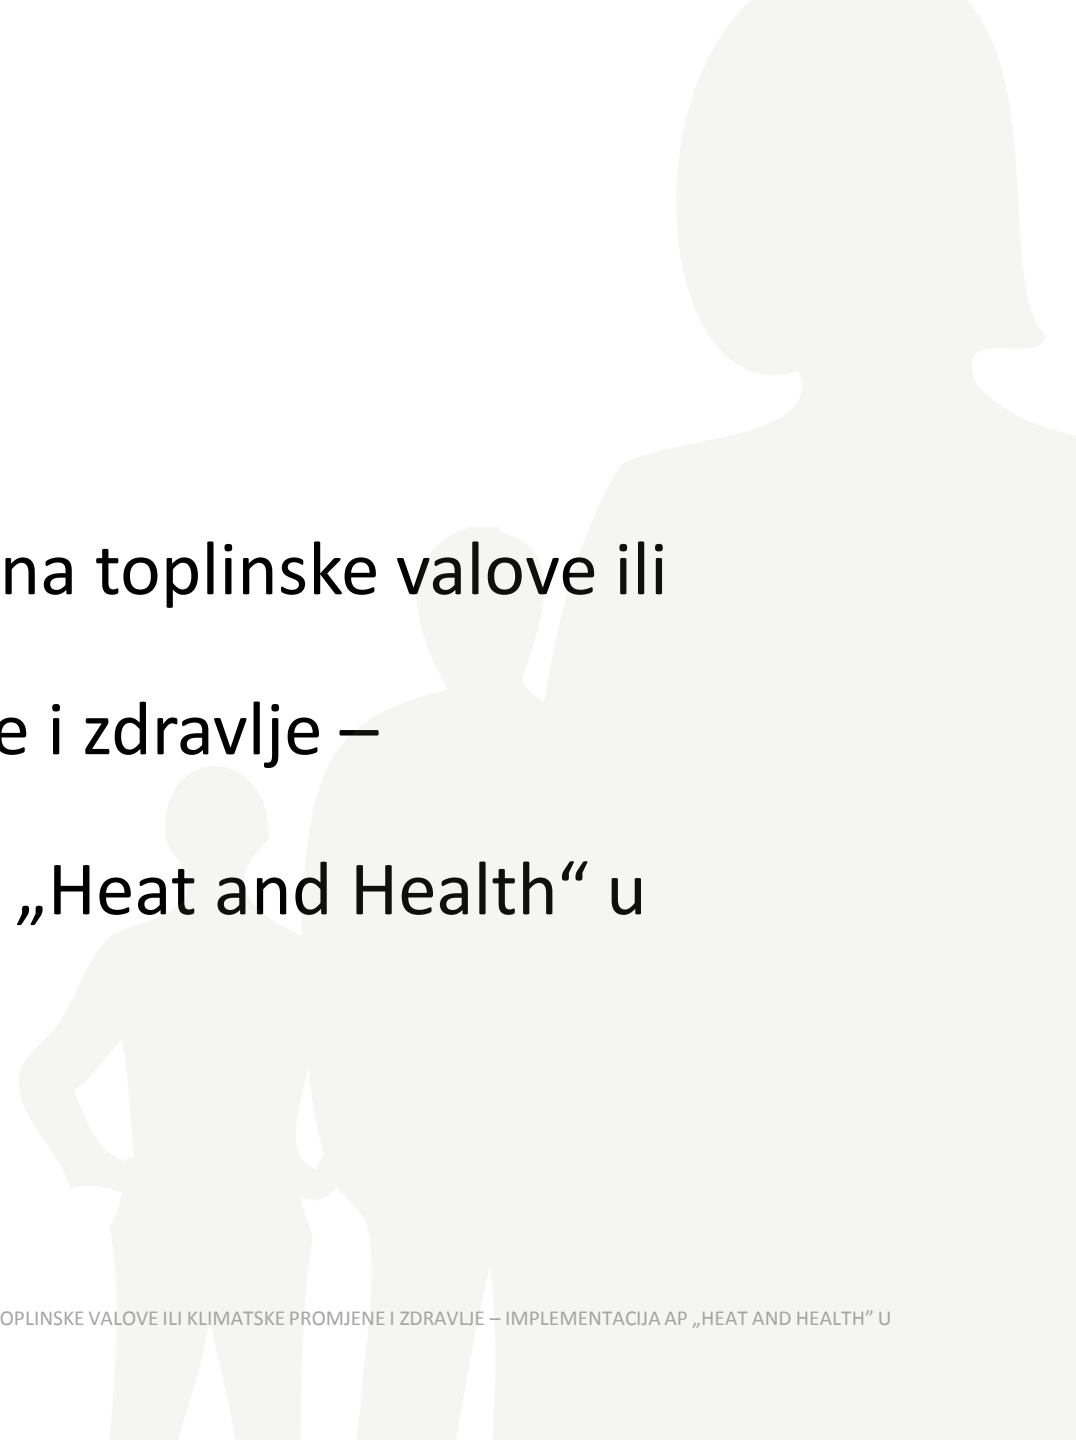 na toplinske valove ili
e i zdravlje –
„Heat and Health“ u
OPLINSKE VALOVE ILI KLIMATSKE PROMJENE I ZDRAVLJE – IMPLEMENTACIJA AP „HEAT AND HEALTH” U